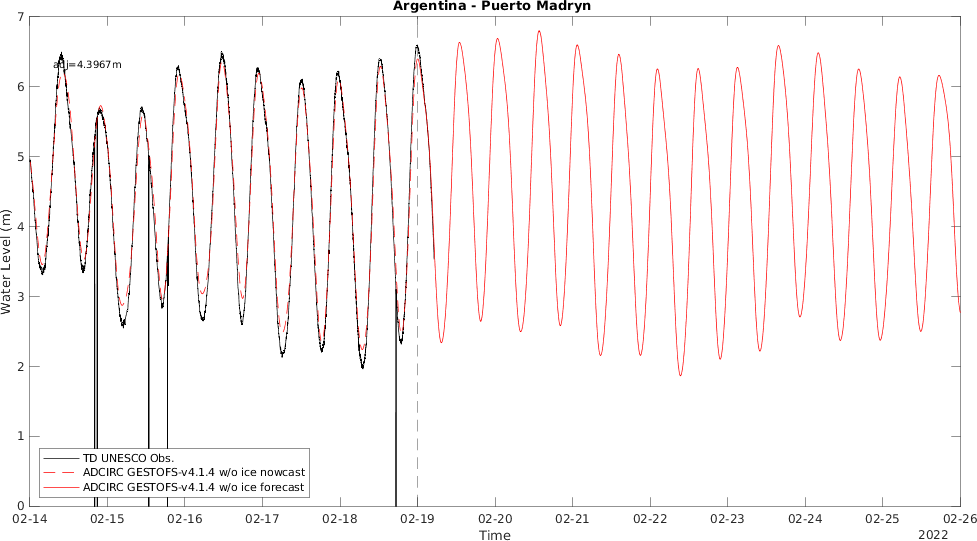 Argentina - Puerto Madryn
adj=4.3967m
Water Level (m)
7
6
5
4
3
2
1
0
TD UNESCO Obs.
ADCIRC GESTOFS-v4.1.4 w/o ice nowcast
ADCIRC GESTOFS-v4.1.4 w/o ice forecast
02-14 02-15 02-16 02-17 02-18 02-19 02-20 02-21 02-22 02-23 02-24 02-25 02-26
Time
2022